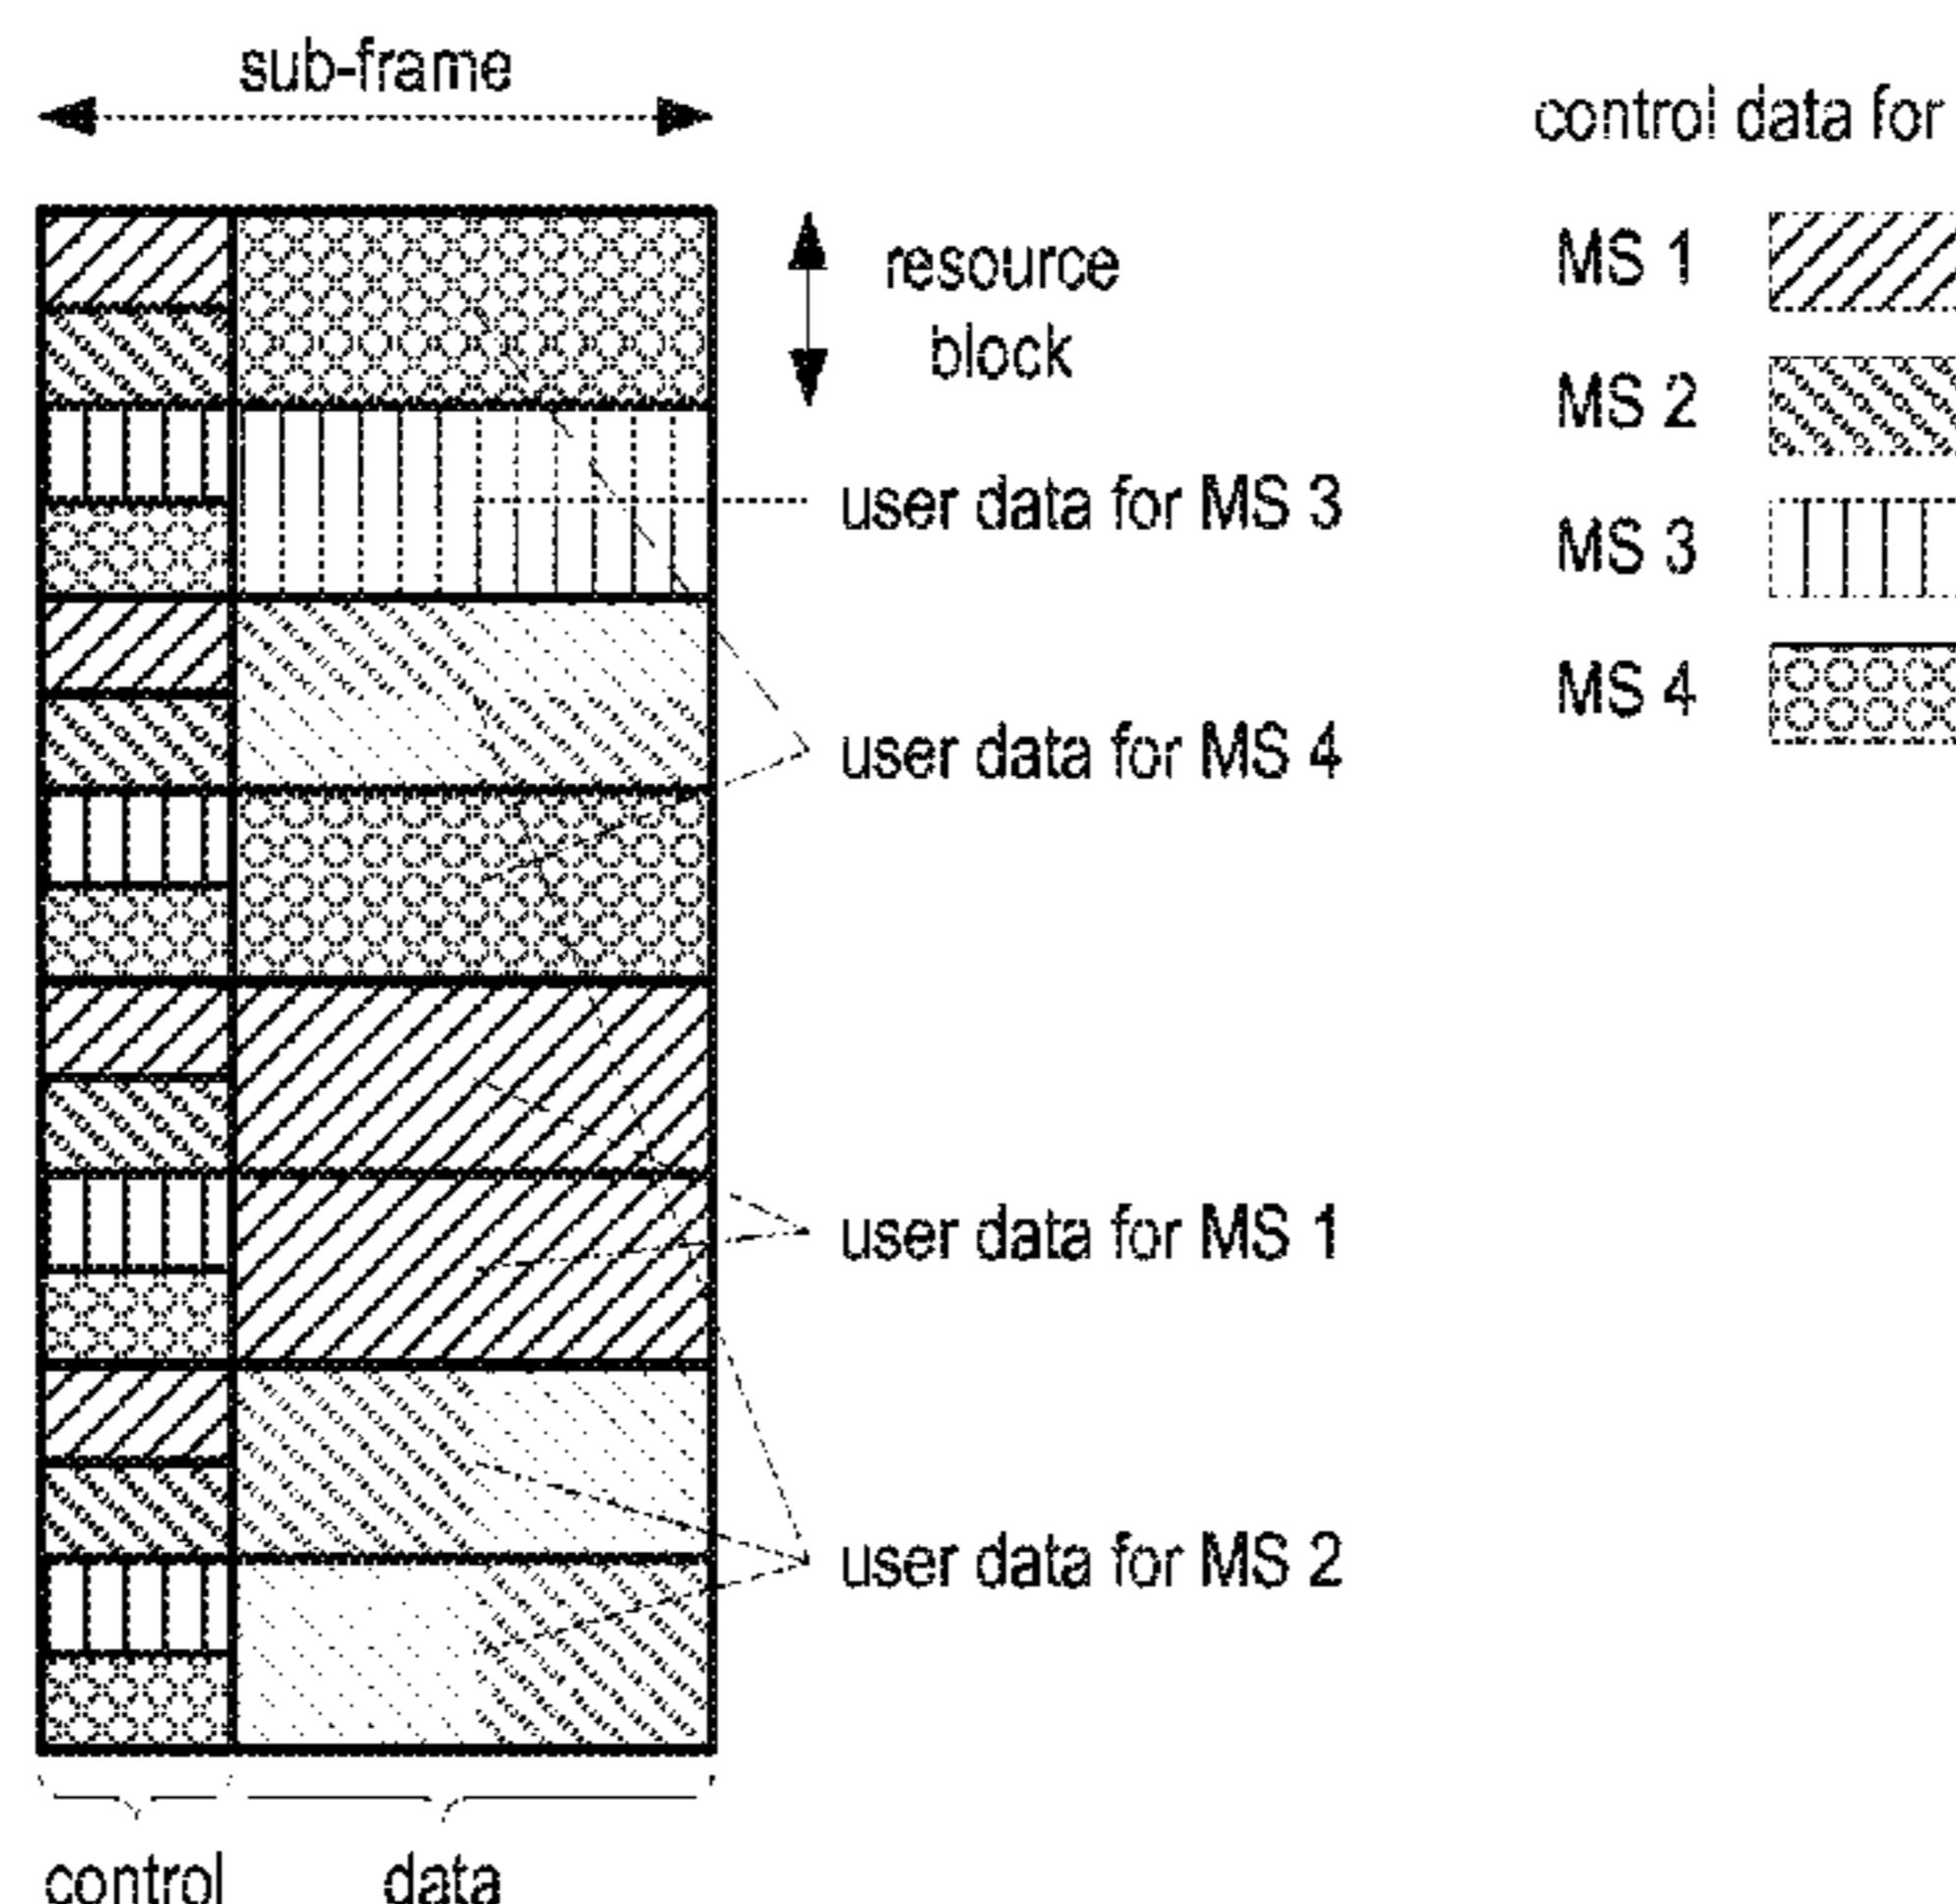 sub-frame
control data for
resource
block
MS 1
MS 2
MS 3
MS 4
user data for MS 3
user data for MS 4
user data for MS 1
user data for MS 2
control
data